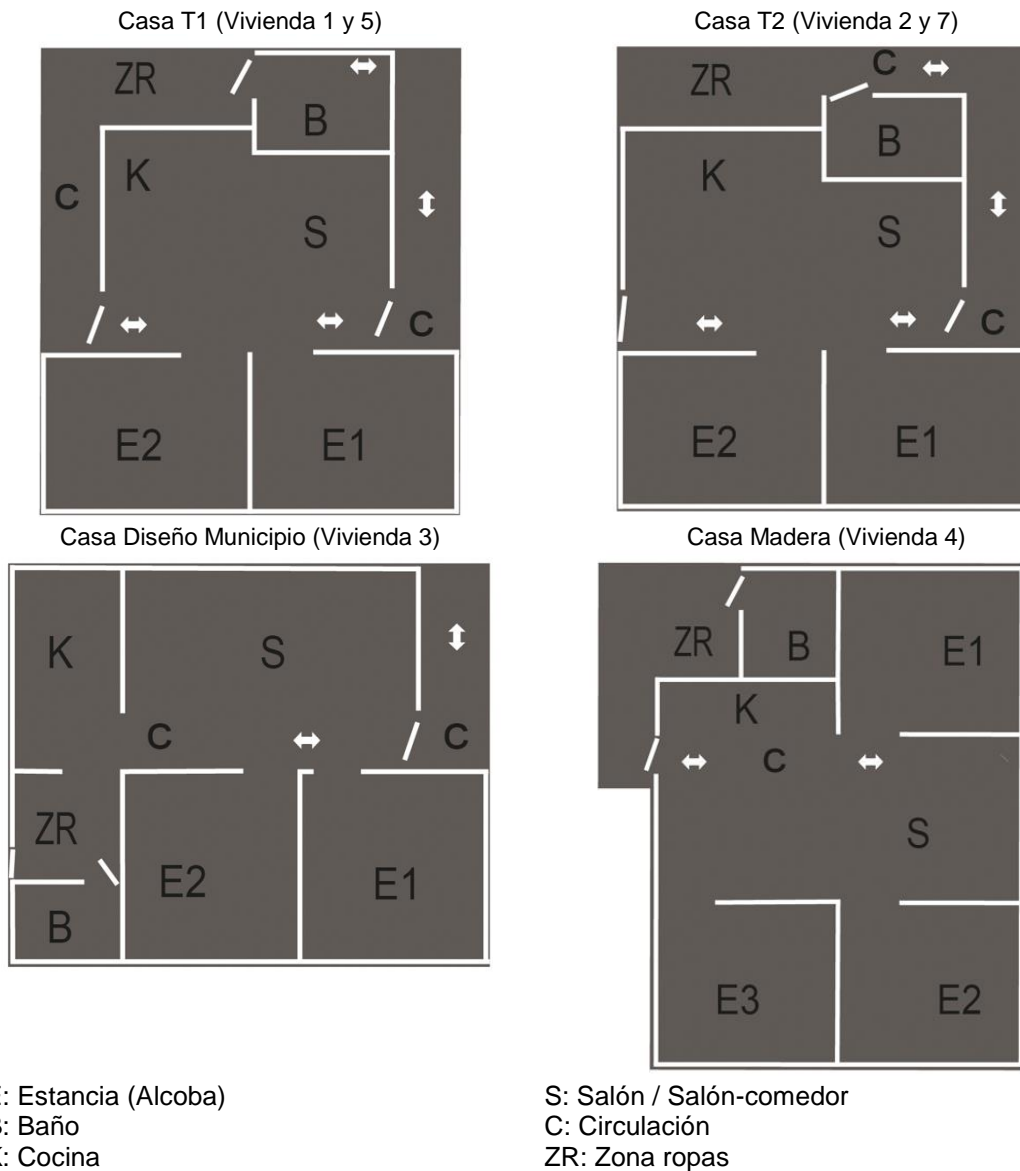 Casa T1 (Vivienda 1 y 5)
ZR
B
K
C
S
C
E2
E1
Casa T2 (Vivienda 2 y 7)
C
ZR
B
K
S
C
E2
E1
Casa Diseño Municipio (Vivienda 3)
K
S
C
C
ZR
E2
E1
B
Casa Madera (Vivienda 4)
ZR
B
E1
K
C
S
E3
E2
: Estancia (Alcoba)
: Baño
: Cocina
S: Salón / Salón-comedor
C: Circulación
ZR: Zona ropas